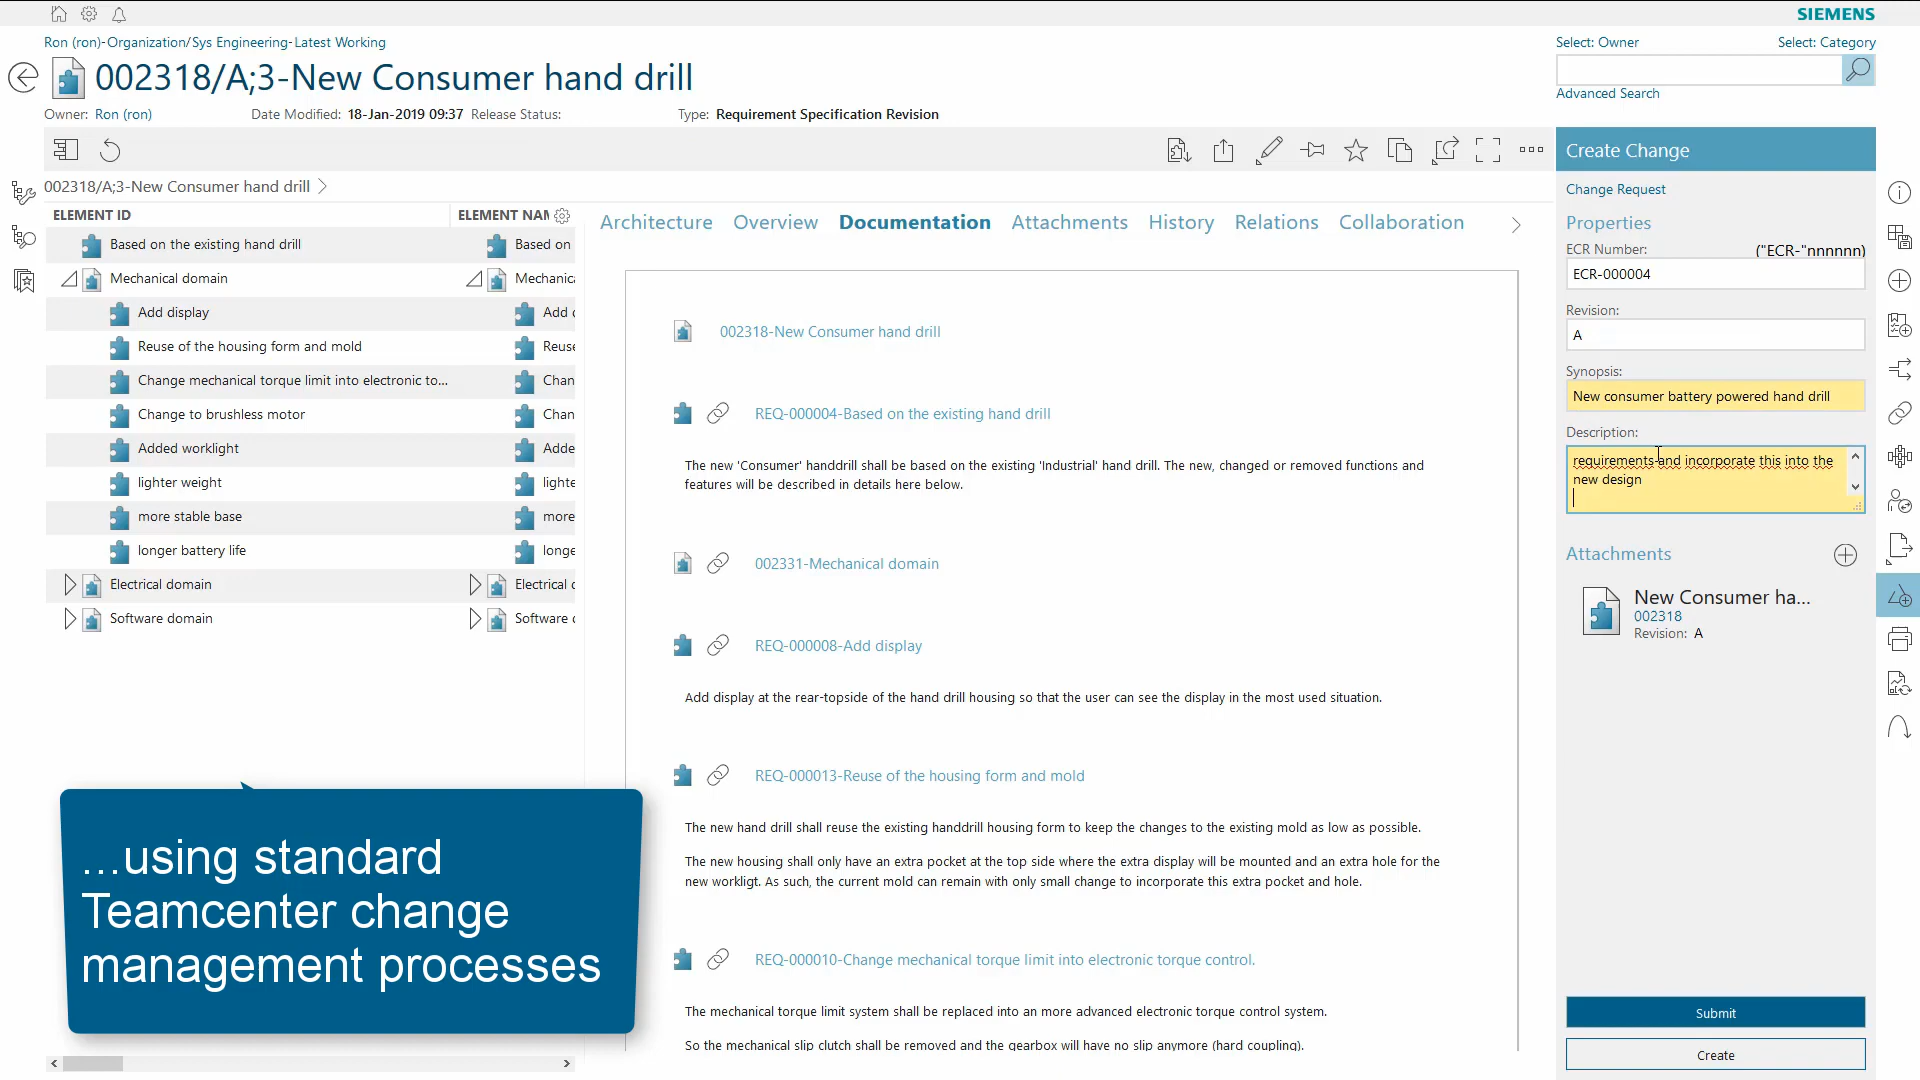 SIEMENS
Ron (ron)-Organization/Sys Engineering-Latest Working
Select: Owner
Select: Category
002318/A;3-New Consumer hand drill
Advanced Search
Owner: Ron (ron)
Date Modified: 18-Jan-2019 09:37
Release Status:
Type: Requirement Specification Revision
002318/A;3-New Consumer hand drill
ELEMENT ID
ELEMENT NAM
Based on the existing hand drill
Based on
Mechanical domain
Mechanica
Add display
Add d
Reuse of the housing form and mold
Reuse
Change mechanical torque limit into electronic to...
Chan
Change to brushless motor
Chan
Added worklight
Adde
lighter weight
lighte
more stable base
more
longer battery life
longe
Electrical domain
Electrical d
Software domain
Software d
Architecture
Overview
Documentation
Attachments
History
Relations
Collaboration
002318-New Consumer hand drill
REQ-000004-Based on the existing hand drill
The new 'Consumer' handdrill shall be based on the existing 'Industrial' hand drill. The new, changed or removed functions and
features will be described in details here below.
002331-Mechanical domain
REQ-000008-Add display
Add display at the rear-topside of the hand drill housing so that the user can see the display in the most used situation.
REQ-000013-Reuse of the housing form and mold
The new hand drill shall reuse the existing handdrill housing form to keep the changes to the existing mold as low as possible.
The new housing shall only have an extra pocket at the top side where the extra display will be mounted and an extra hole for the
new workligt. As such, the current mold can remain with only small change to incorporate this extra pocket and hole.
REQ-000010-Change mechanical torque limit into electronic torque control.
The mechanical torque limit system shall be replaced into an more advanced electronic torque control system.
So the mechanical slip clutch shall be removed and the gearbox will have no slip anymore (hard coupling).
Create Change
Change Request
Properties
ECR Number:
("ECR-"nnnnnn)
ECR-000004
Revision:
A
Synopsis:
New consumer battery powered hand drill
Description:
requirements and incorporate this into the
new design
Attachments
New Consumer ha...
002318
Revision: A
Submit
Create
...using standard
Teamcenter change
management processes